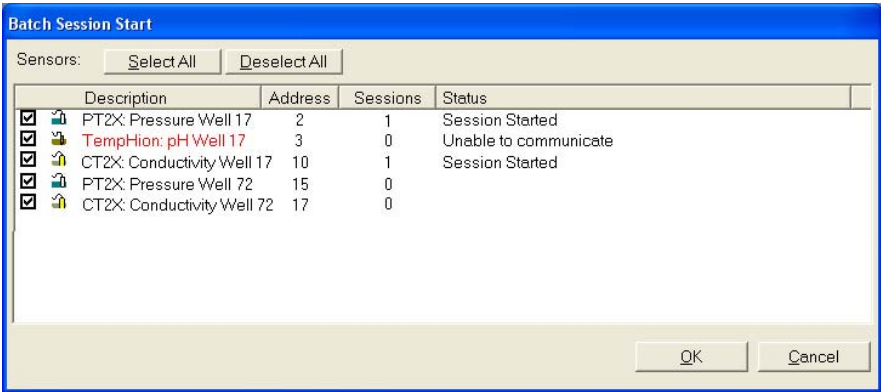 Batch Session Start
Sensors: Select All Deselect All
Description Address Sessions Status
PT2X: Pressure Well 17 2 1 Session Started
TempHion: pH Well 17 3 0 Unable to communicate
CT2X: Conductivity Well 17 10 1 Session Started
PT2X: Pressure Well 72 15 0
CT2X: Conductivity Well 72 17 0
OK Cancel